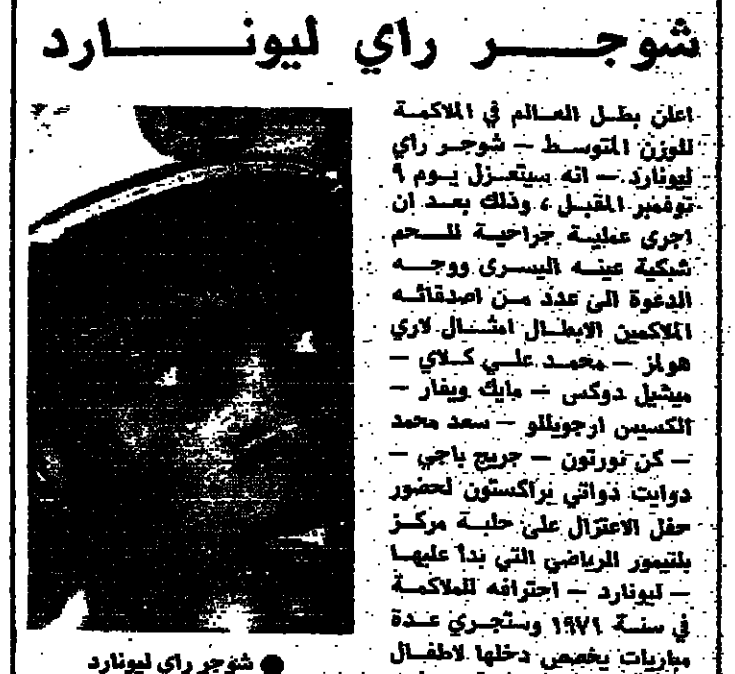 شوجر راي ليونارد
اعلن بطل العالم في الملاكمة
للوزن المتوسط – شوجر راي
ليونارد – انه سيعتزل يوم ٩
نوفمبر المقبل ، وذلك بعد ان
اجرى عملية جراحية للحم
شبكية عينه اليسرى ووجه
الدعوة الى عدد من اصدقائه
الملاكمين الابطال امثال لاري
هولمز – محمد علي كلاي –
ميشيل دوكس – مايك ويفار –
الكسيس ارجويللو – سعد محمد
– كن نورتون – جريج باجي –
دوايت ذواتي براكستون لحضور
حفل الاعتزال على حلبة مركز
بلتيمور الرياضي التي بدأ عليها
– ليونارد – احترافه للملاكمة
في سنة ١٩٧٦ وستجري عدة
مباريات يخصص دخلها لاطفال
● شوجر راي ليونارد